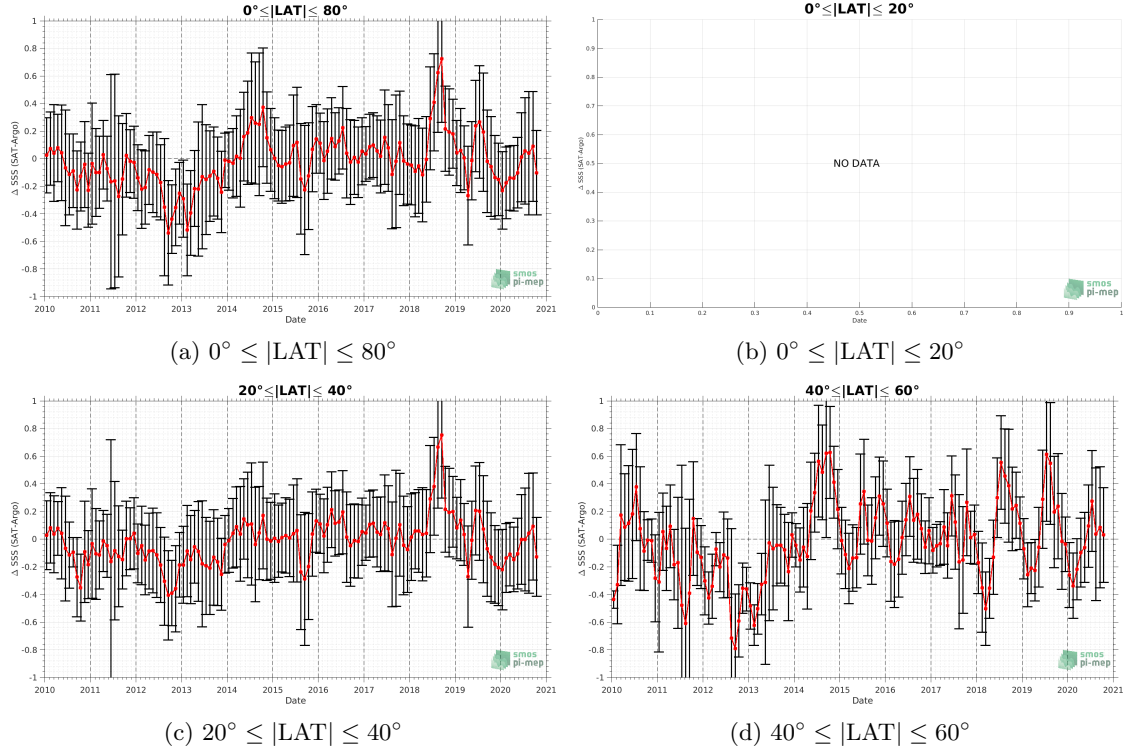 0°≤|LAT|≤ 80°
Δ SSS (SAT-Argo)
1
0.8
0.6
0.4
0.2
0
-0.2
-0.4
-0.6
-0.8
-1
2010 2011 2012 2013 2014 2015 2016 2017 2018 2019 2020 2021
Date
smos
pi-mep
(a) 0° ≤ |LAT| ≤ 80°
0°≤|LAT|≤ 20°
Δ SSS (SAT-Argo)
1
0.9
0.8
0.7
0.6
0.5
0.4
0.3
0.2
0.1
0
NO DATA
0 0.1 0.2 0.3 0.4 0.5 0.6 0.7 0.8 0.9 1
Date
smos
pi-mep
(b) 0° ≤ |LAT| ≤ 20°
20°≤|LAT|≤ 40°
Δ SSS (SAT-Argo)
1
0.8
0.6
0.4
0.2
0
-0.2
-0.4
-0.6
-0.8
-1
2010 2011 2012 2013 2014 2015 2016 2017 2018 2019 2020 2021
Date
smos
pi-mep
(c) 20° ≤ |LAT| ≤ 40°
40°≤|LAT|≤ 60°
Δ SSS (SAT-Argo)
1
0.8
0.6
0.4
0.2
0
-0.2
-0.4
-0.6
-0.8
-1
2010 2011 2012 2013 2014 2015 2016 2017 2018 2019 2020 2021
Date
smos
pi-mep
(d) 40° ≤ |LAT| ≤ 60°